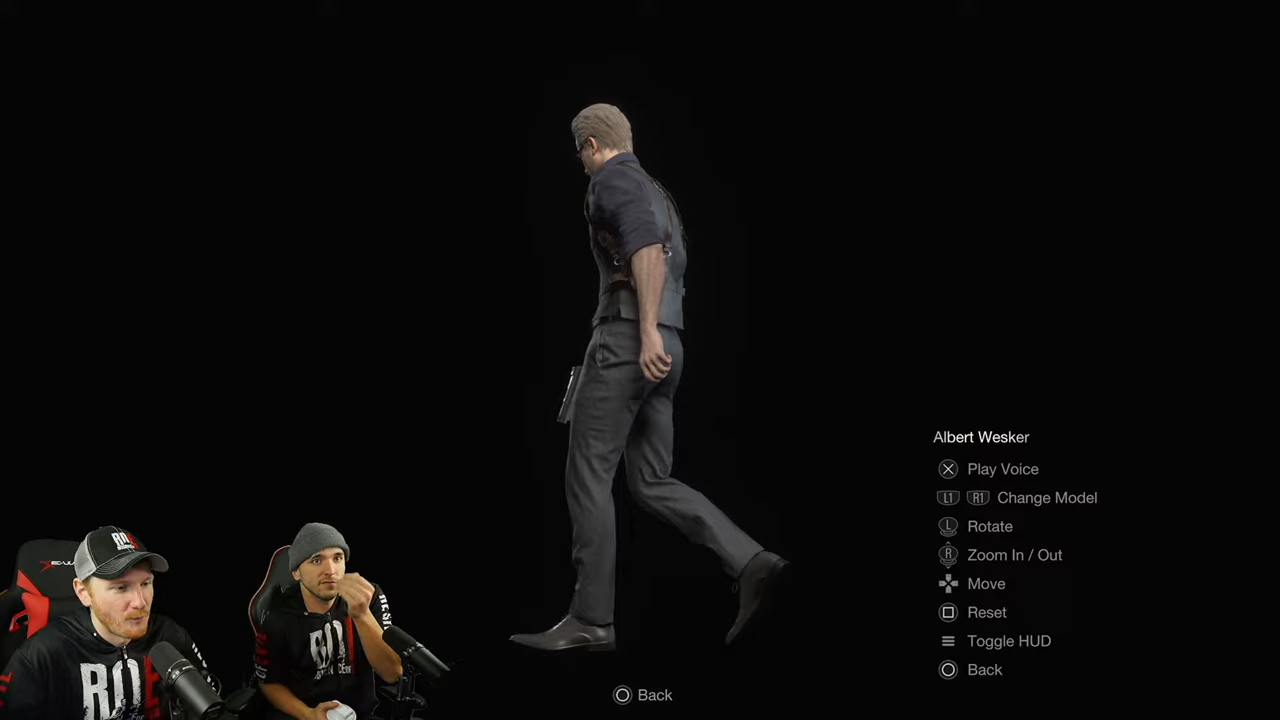 Albert Wesker
Play Voice
L1 R1 Change Model
L Rotate
R Zoom In / Out
Move
Reset
Toggle HUD
Back
Back